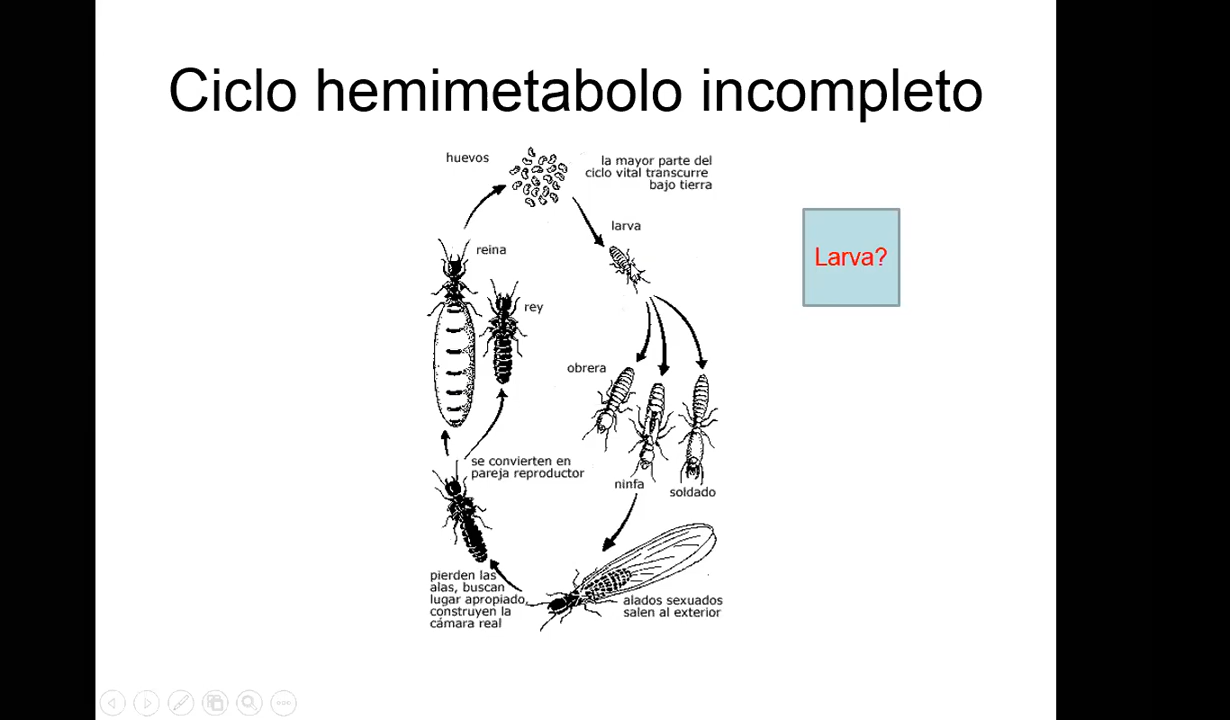 Ciclo hemimetabolo incompleto
huevos
la mayor parte del
ciclo vital transcurre
bajo tierra
larva
Larva?
reina
rey
obrera
se convierten en
pareja reproductor
ninfa
soldado
pierden las
alas, buscan
lugar apropiado,
construyen la
cámara real
alados sexuados
salen al exterior